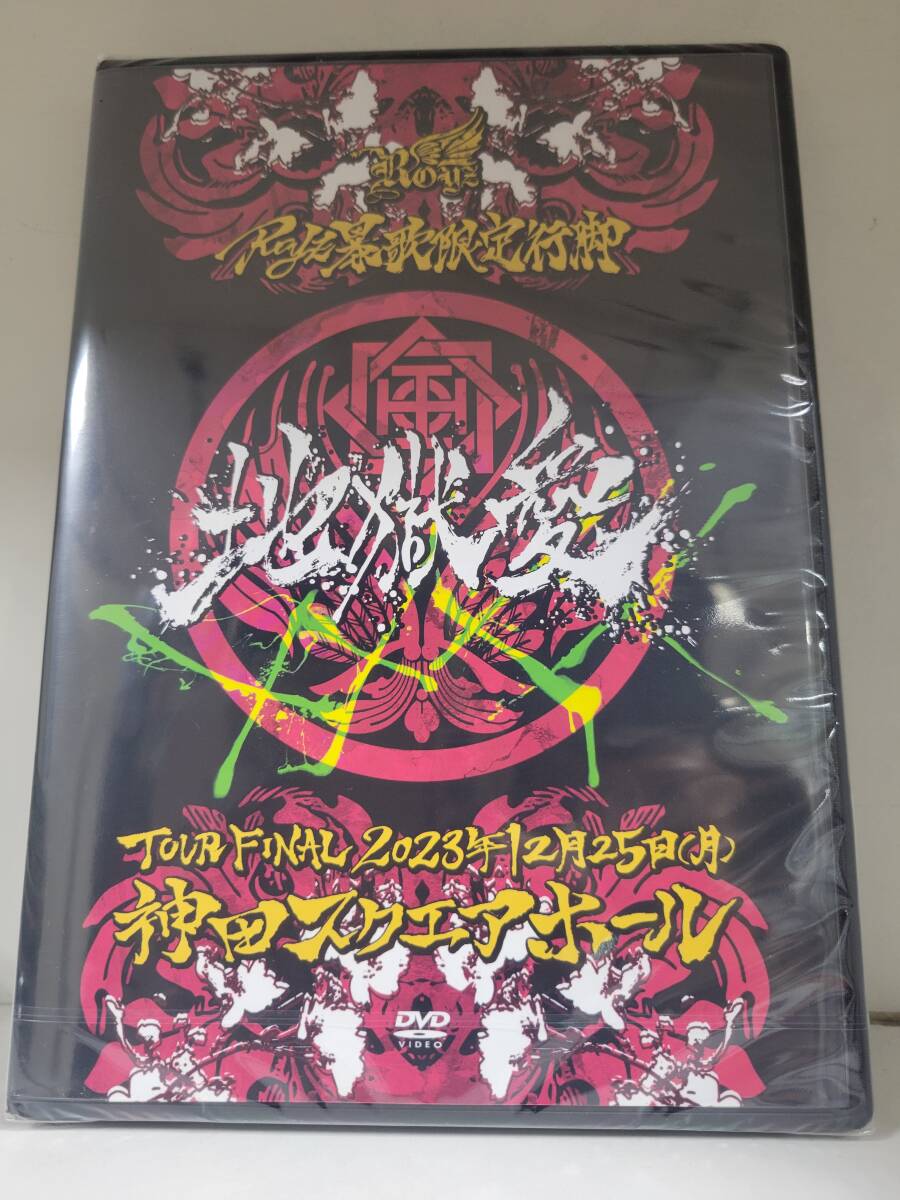 Royz
Royz暴歌限定行脚
地獄愛
TOUR FINAL 2023年12月25日(月)
神田スクエアホール
DVD
VIDEO